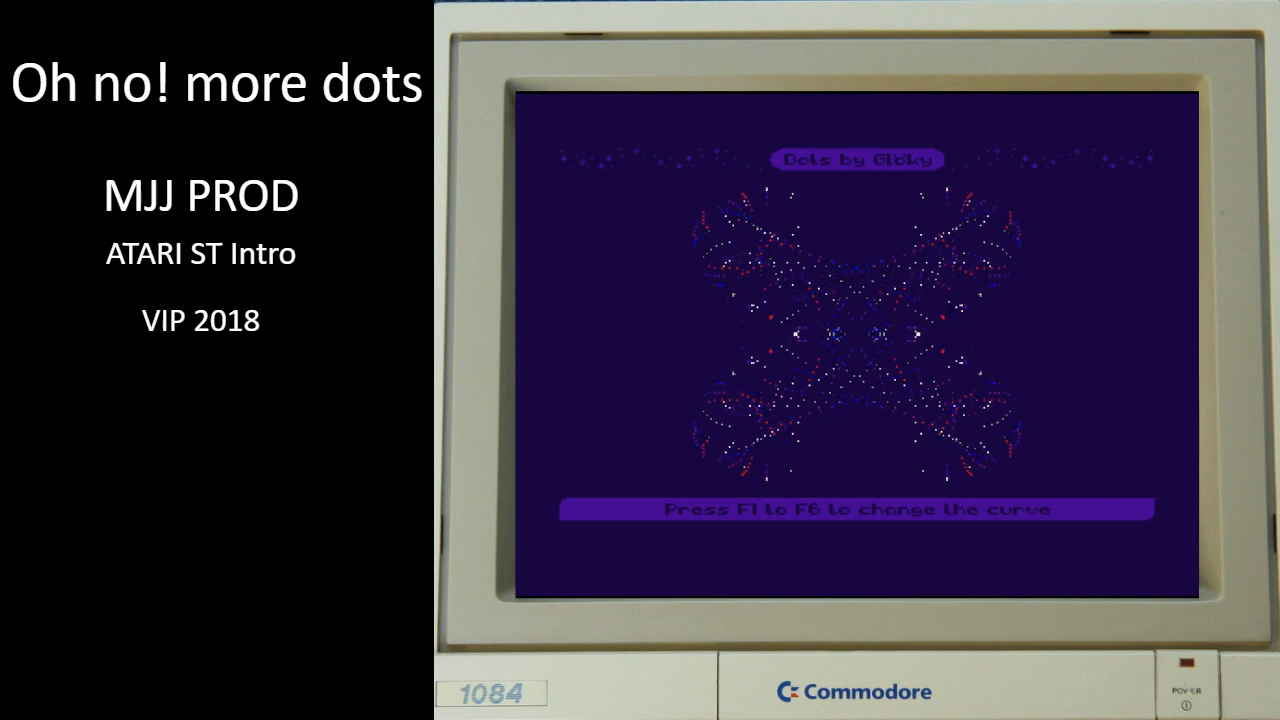 Oh no! more dots
MJJ PROD
ATARI ST Intro
VIP 2018
Dots by Glöky
Press F1 to F6 to change the curve
1084
Commodore
POWER